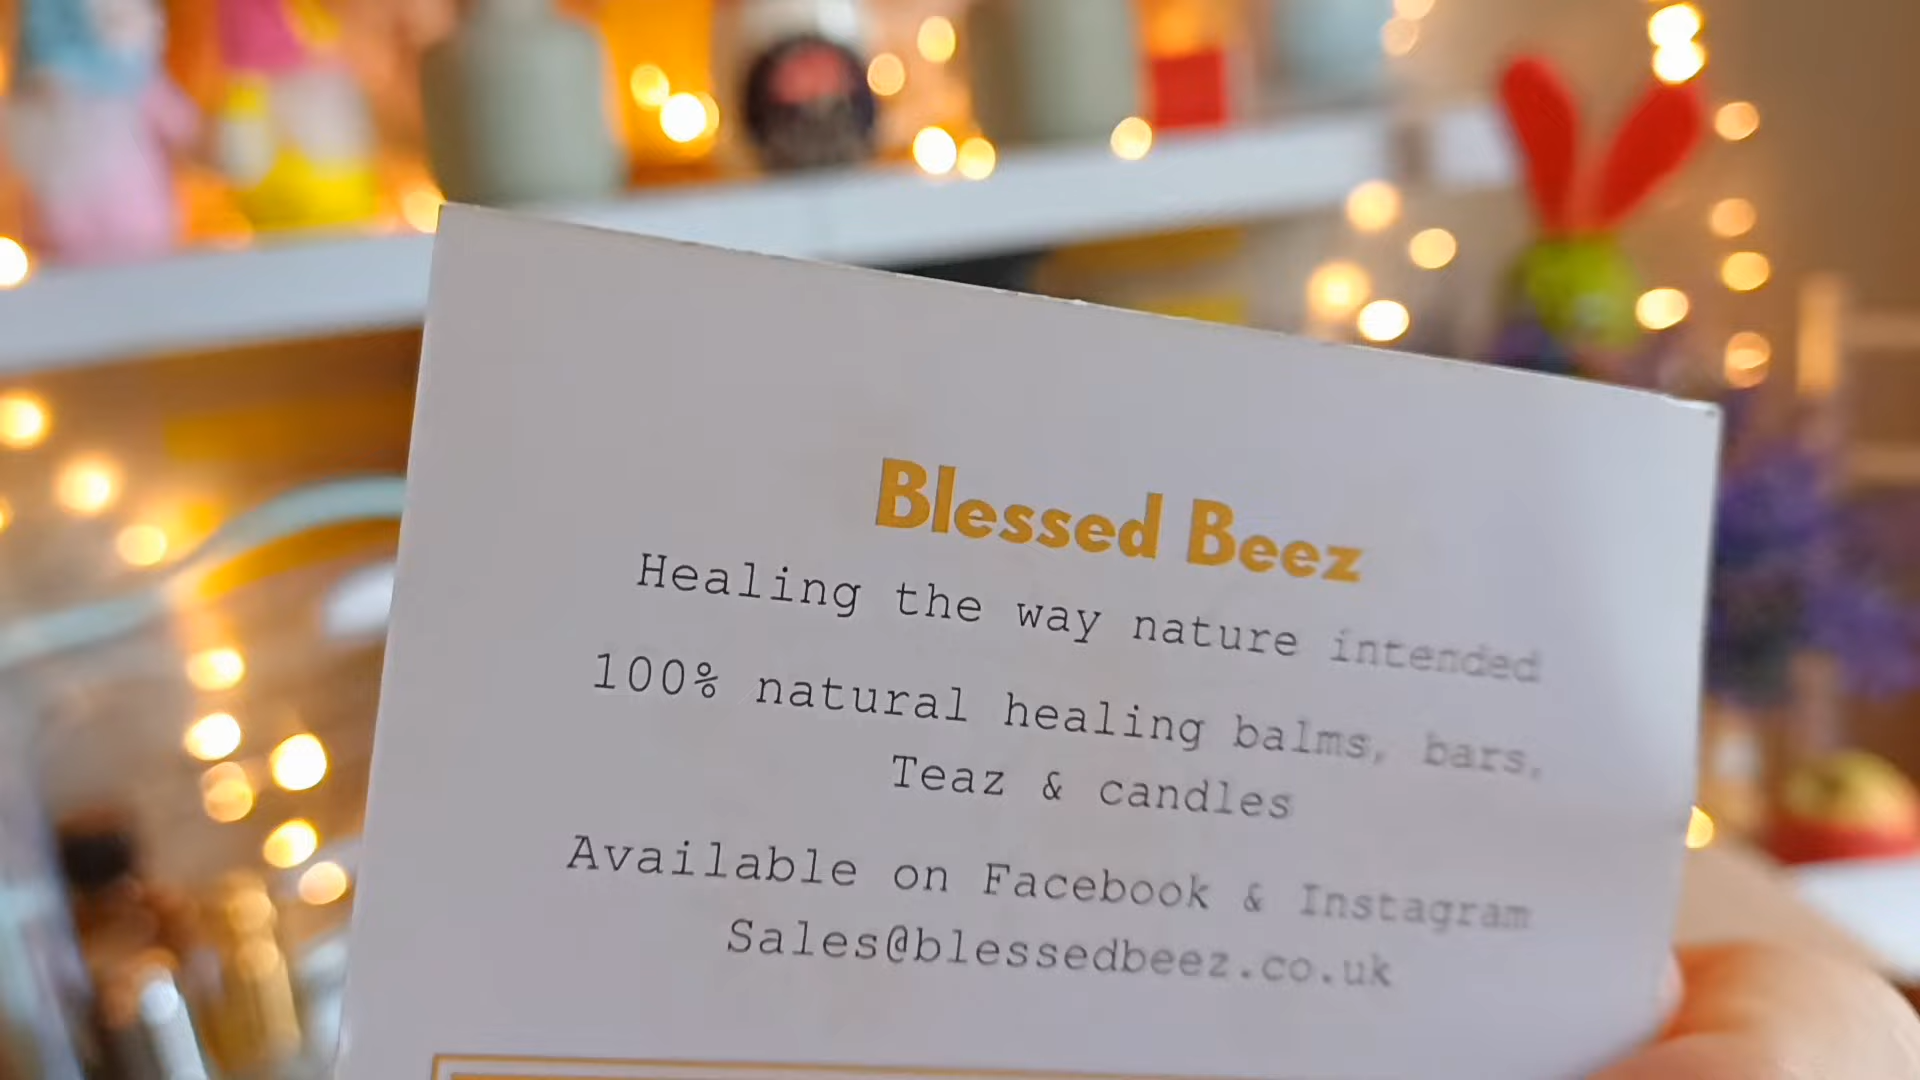 Blessed Beez
Healing the way nature intended
100% natural healing balms, bars,
Teaz & candles
Available on Facebook & Instagram
Sales@blessedbeez.co.uk